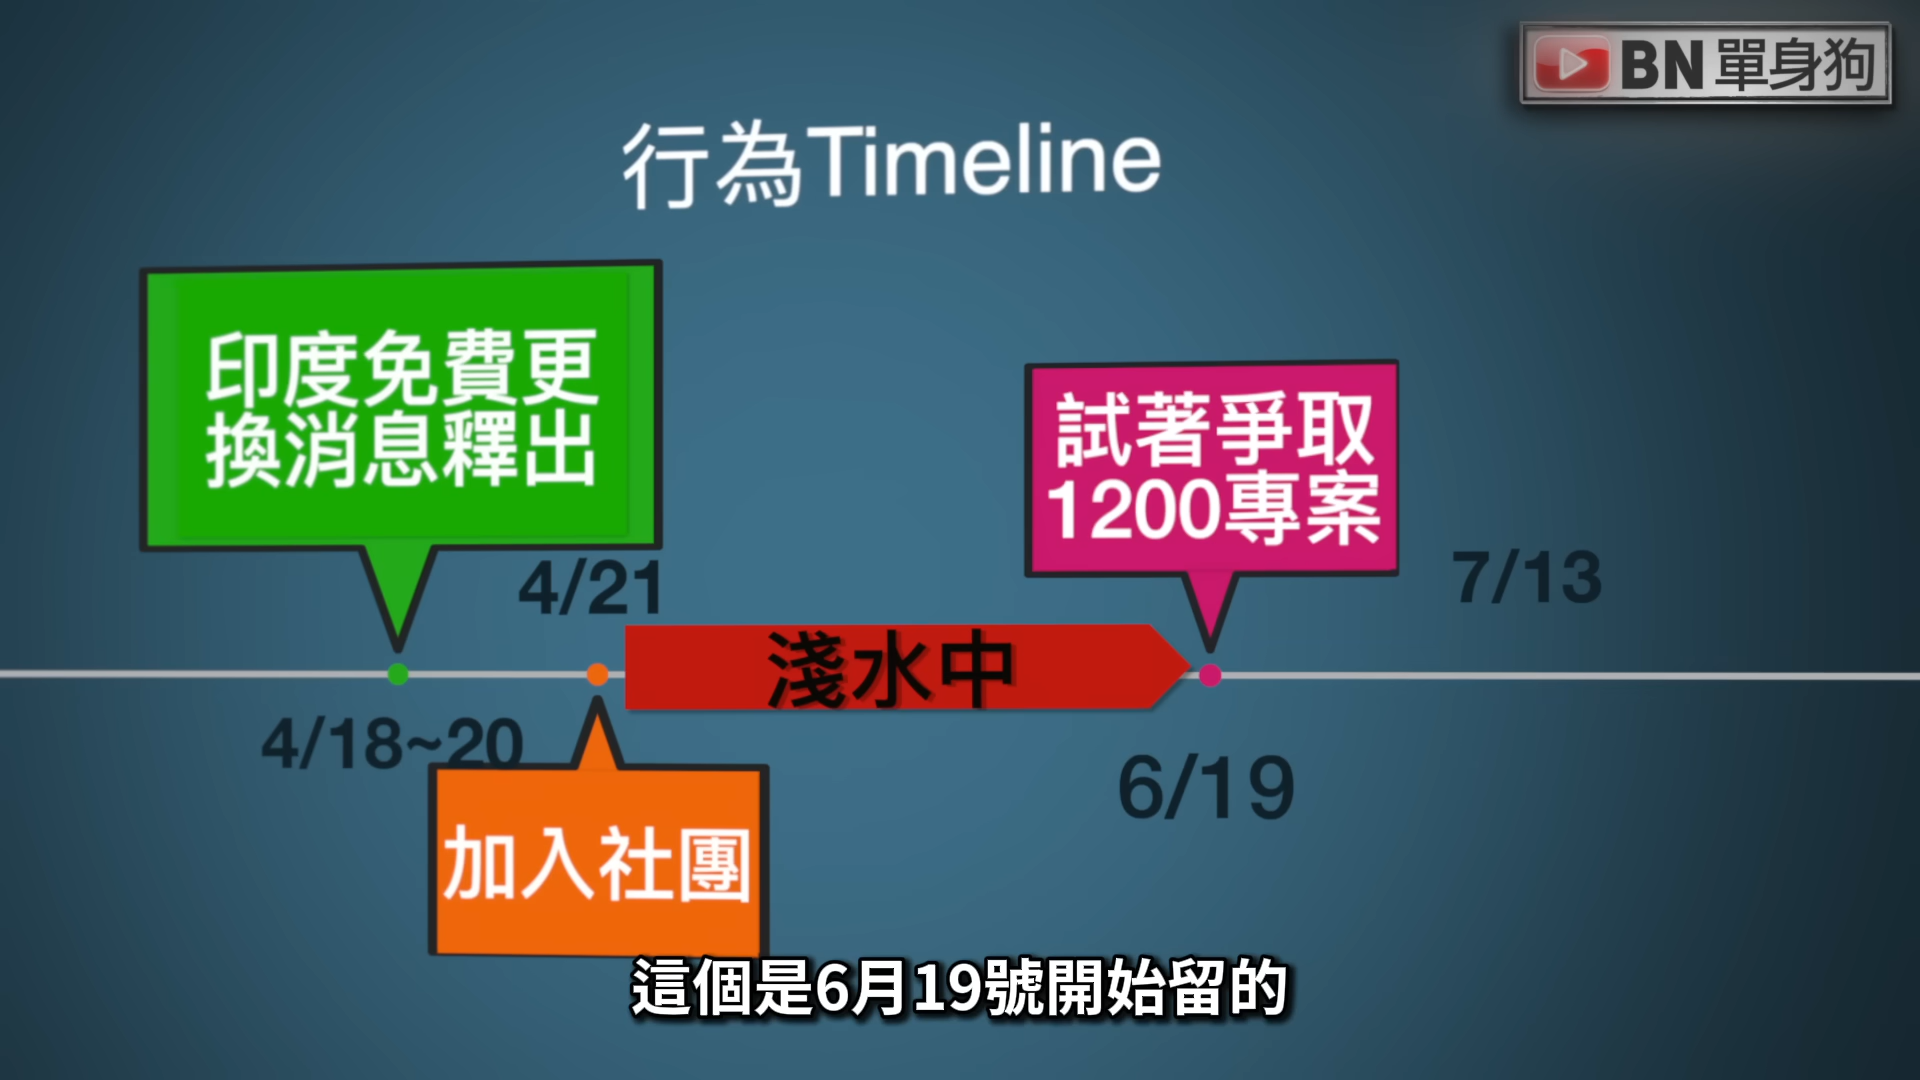 BN單身狗
行為Timeline
印度免費更
換消息釋出
試著爭取
1200專案
4/21
7/13
淺水中
4/18~20
6/19
加入社團
這個是6月19號開始留的